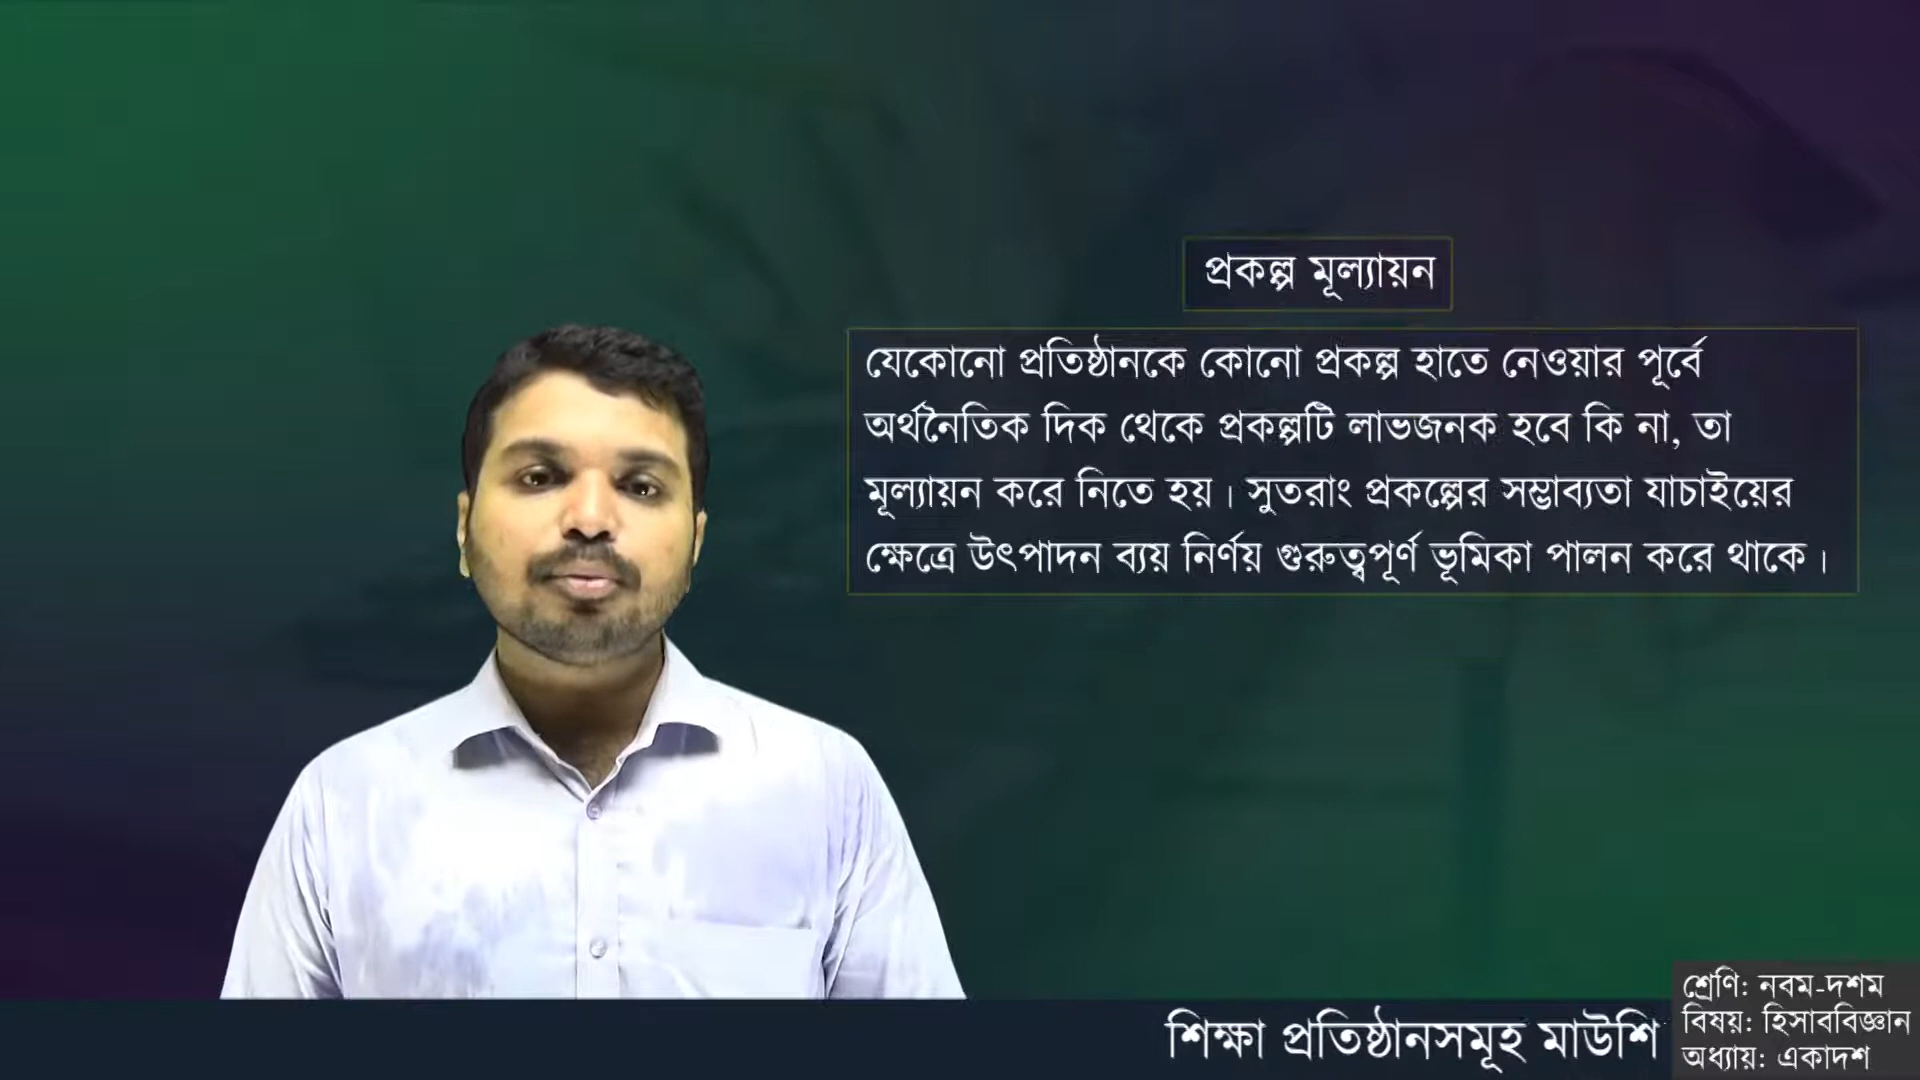 প্রকল্প মূল্যায়ন
যেকোনো প্রতিষ্ঠানকে কোনো প্রকল্প হাতে নেওয়ার পূর্বে
অর্থনৈতিক দিক থেকে প্রকল্পটি লাভজনক হবে কি না, তা
মূল্যায়ন করে নিতে হয়। সুতরাং প্রকল্পের সম্ভাব্যতা যাচাইয়ের
ক্ষেত্রে উৎপাদন ব্যয় নির্ণয় গুরুত্বপূর্ণ ভূমিকা পালন করে থাকে।
শিক্ষা প্রতিষ্ঠানসমূহ মাউশি
শ্রেণি: নবম-দশম
বিষয়: হিসাববিজ্ঞান
অধ্যায়: একাদশ